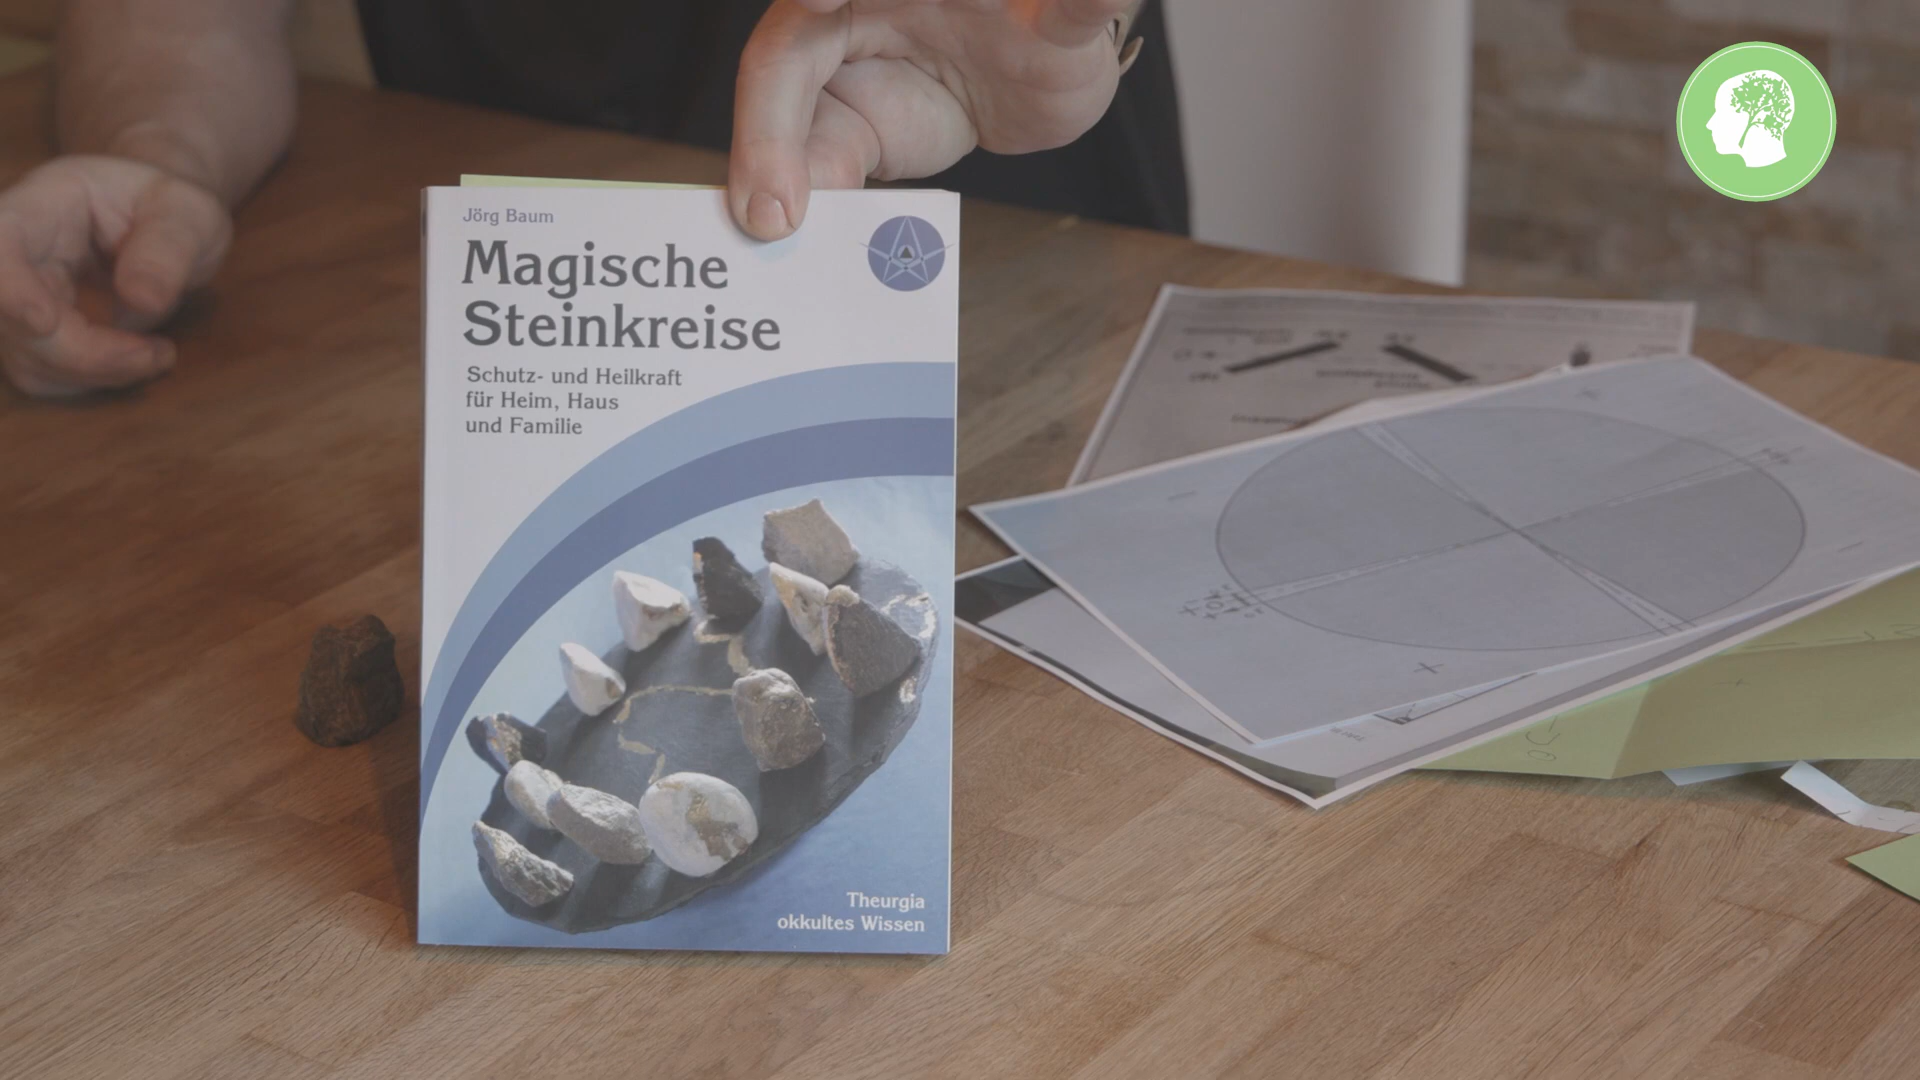 Jörg Baum
Magische
Steinkreise
Schutz- und Heilkraft
für Heim, Haus
und Familie
Theurgia
okkultes Wissen